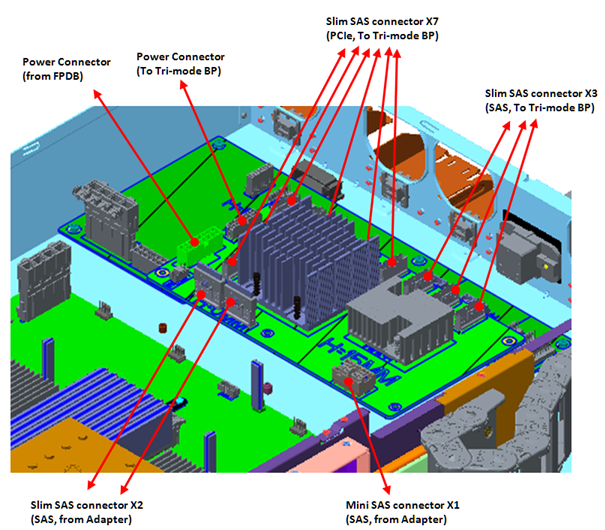 Slim SAS connector X7
(PCIe, To Tri-mode BP)
Power Connector
(To Tri-mode BP)
Power Connector
(from FPDB)
Slim SAS connector X3
(SAS, To Tri-mode BP)
H=15MM
Slim SAS connector X2
(SAS, from Adapter)
Mini SAS connector X1
(SAS, from Adapter)